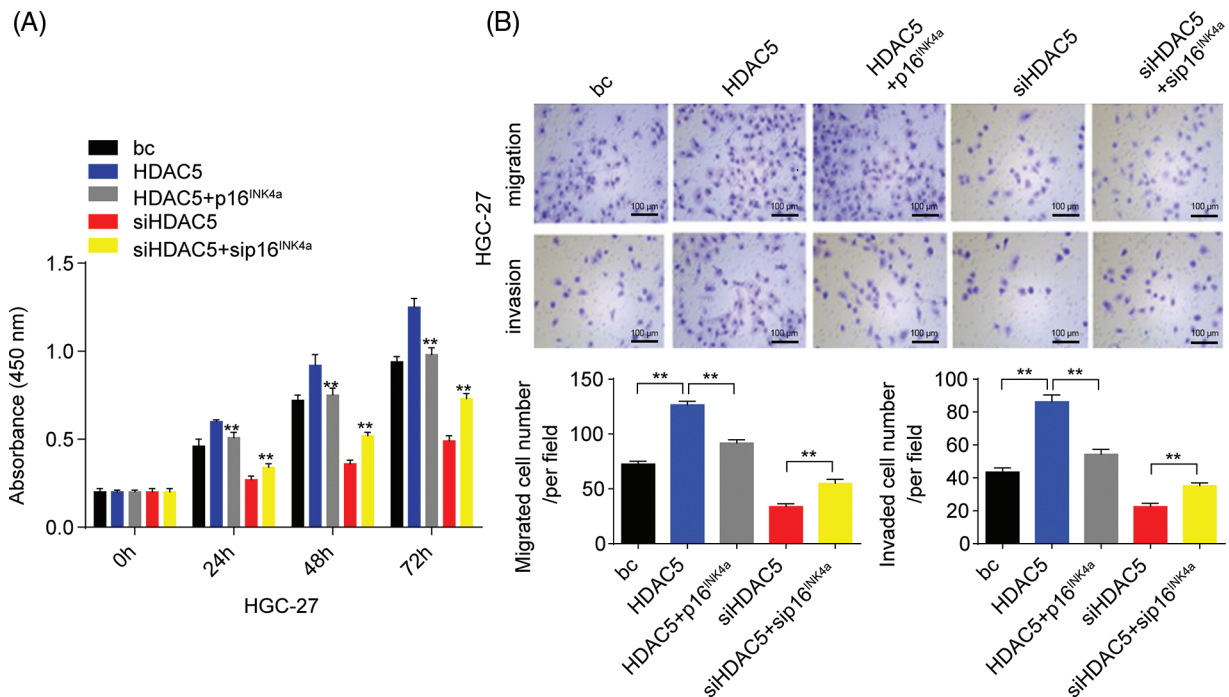 (A)
bc
HDAC5
HDAC5+p16INK4a
siHDAC5
siHDAC5+sip16INK4a
1.5
1.0
0.5
0.0
Absorbance (450 nm)
**
**
**
**
**
**
0h
24h
48h
72h
HGC-27
(B)
bc
HDAC5
HDAC5
+p16INK4a
siHDAC5
siHDAC5
+sip16INK4a
HGC-27
migration
100 μm
100 μm
100 μm
100 μm
100 μm
invasion
100 μm
100 μm
100 μm
100 μm
100 μm
Migrated cell number
/per field
150
100
50
0
**
**
**
bc
HDAC5
HDAC5+p16INK4a
siHDAC5
siHDAC5+sip16INK4a
Invaded cell number
/per field
100
80
60
40
20
0
**
**
**
bc
HDAC5
HDAC5+p16INK4a
siHDAC5
siHDAC5+sip16INK4a